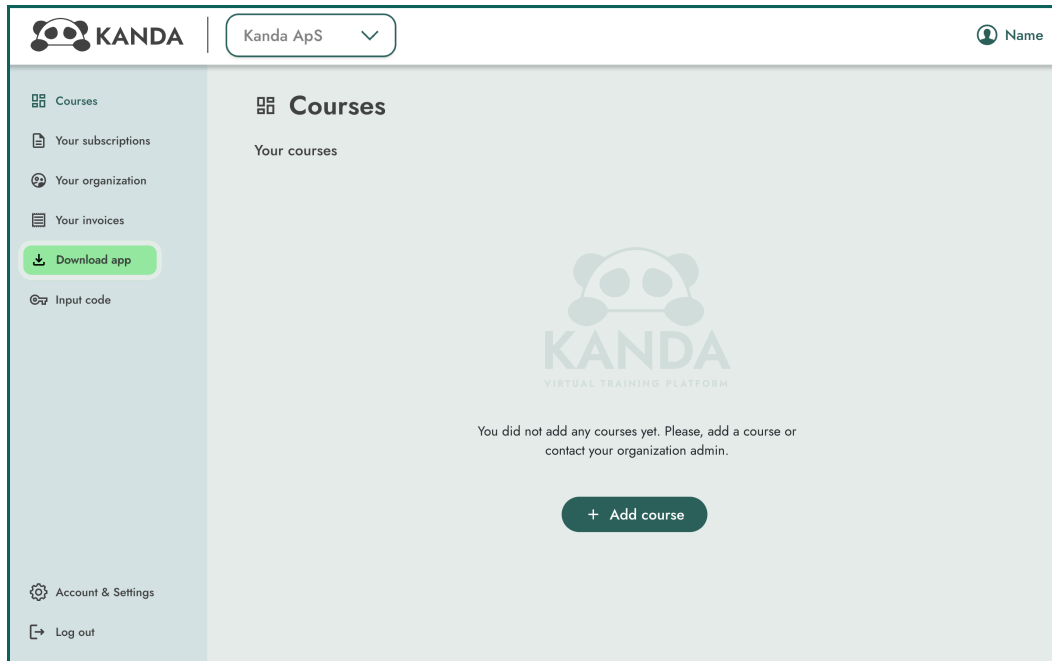 KANDA
Kanda ApS
Name
Courses
Your subscriptions
Your organization
Your invoices
Download app
Input code
Account & Settings
Log out
Courses
Your courses
KANDA
VIRTUAL TRAINING PLATFORM
You did not add any courses yet. Please, add a course or
contact your organization admin.
+ Add course